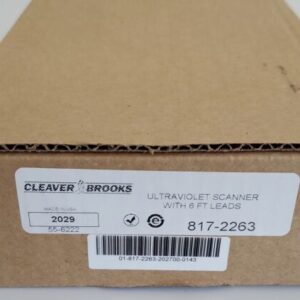 CLEAVER BROOKS
ULTRAVIOLET SCANNER
WITH 6 FT LEADS
MADE IN USA
2029
55-6222
817-2263
01-817-2263-202700-0143